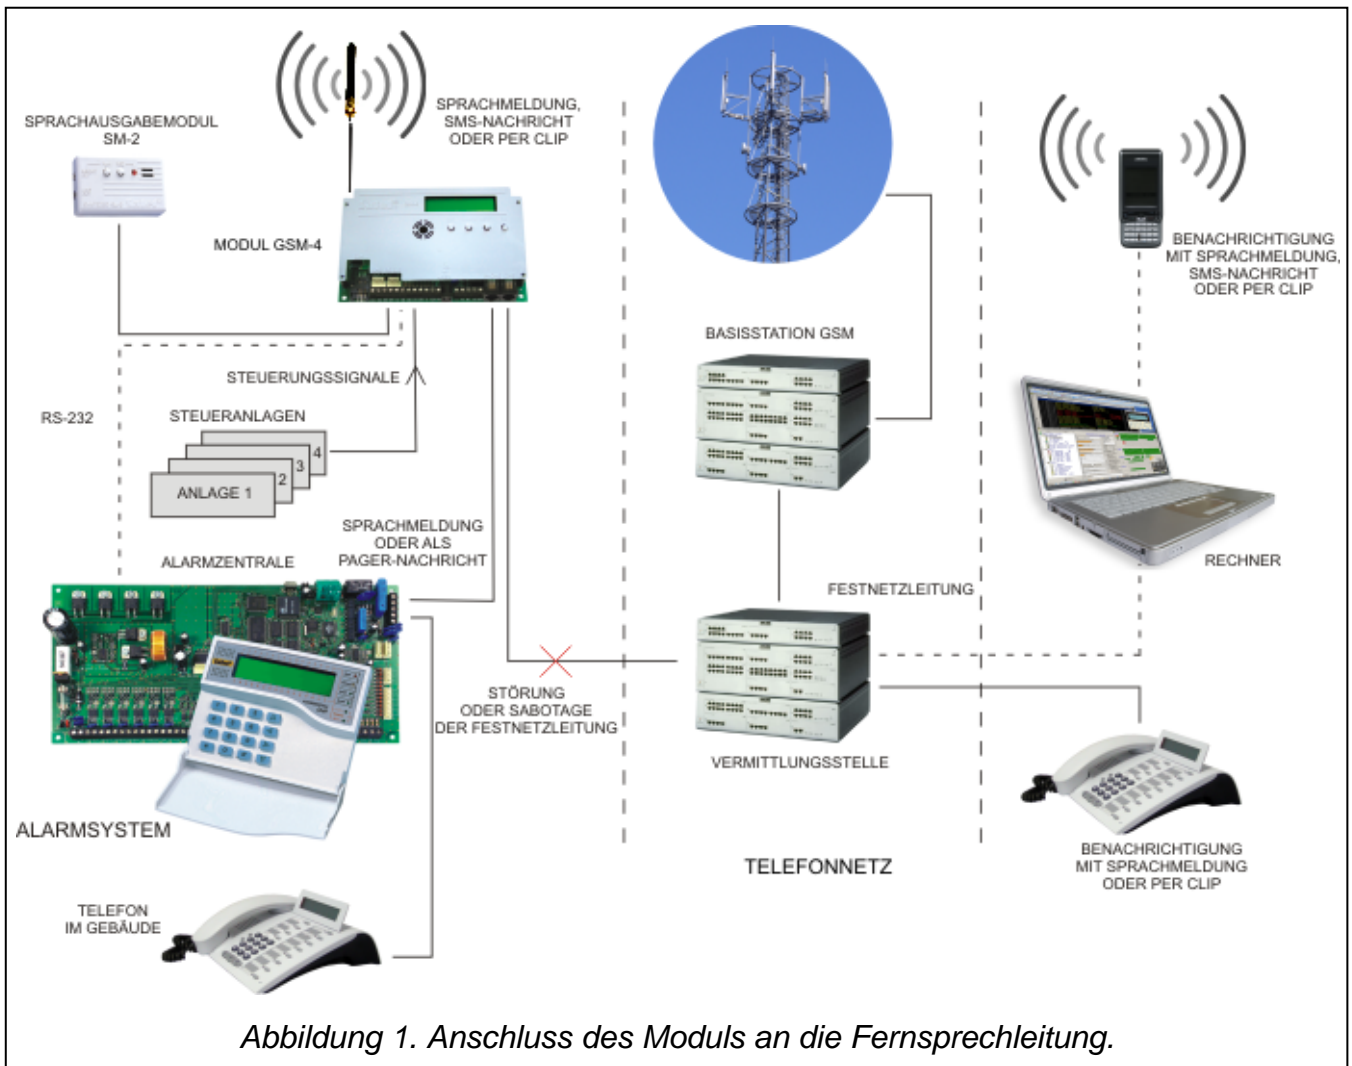 SPRACHAUSGABEMODUL
SM-2
SPRACHMELDUNG,
SMS-NACHRICHT
ODER PER CLIP
MODUL GSM-4
BENACHRICHTIGUNG
MIT SPRACHMELDUNG,
SMS-NACHRICHT
ODER PER CLIP
BASISSTATION GSM
STEUERUNGSSIGNALE
RS-232
STEUERANLAGEN
4
3
2
ANLAGE 1
SPRACHMELDUNG
ODER ALS
PAGER-NACHRICHT
ALARMZENTRALE
RECHNER
FESTNETZLEITUNG
STÖRUNG
ODER SABOTAGE
DER FESTNETZLEITUNG
VERMITTLUNGSSTELLE
ALARMSYSTEM
TELEFONNETZ
BENACHRICHTIGUNG
MIT SPRACHMELDUNG
ODER PER CLIP
TELEFON
IM GEBÄUDE
Abbildung 1. Anschluss des Moduls an die Fernsprechleitung.